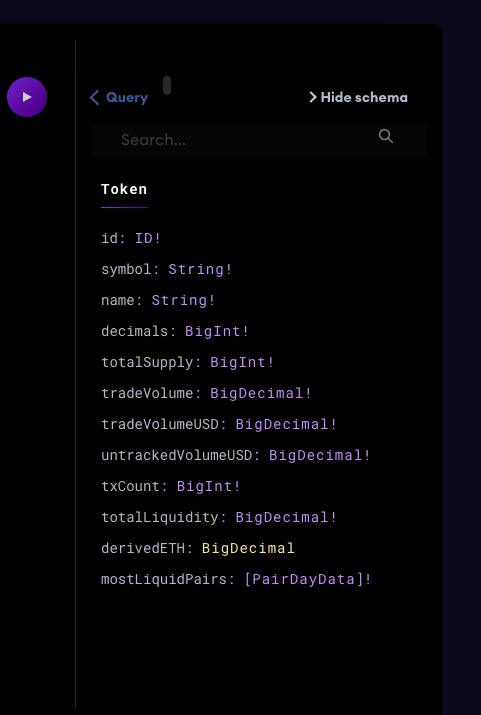 Query
Hide schema
Search...
Token
id: ID!
symbol: String!
name: String!
decimals: BigInt!
totalSupply: BigInt!
tradeVolume: BigDecimal!
tradeVolumeUSD: BigDecimal!
untrackedVolumeUSD: BigDecimal!
txCount: BigInt!
totalLiquidity: BigDecimal!
derivedETH: BigDecimal
mostLiquidPairs: [PairDayData]!